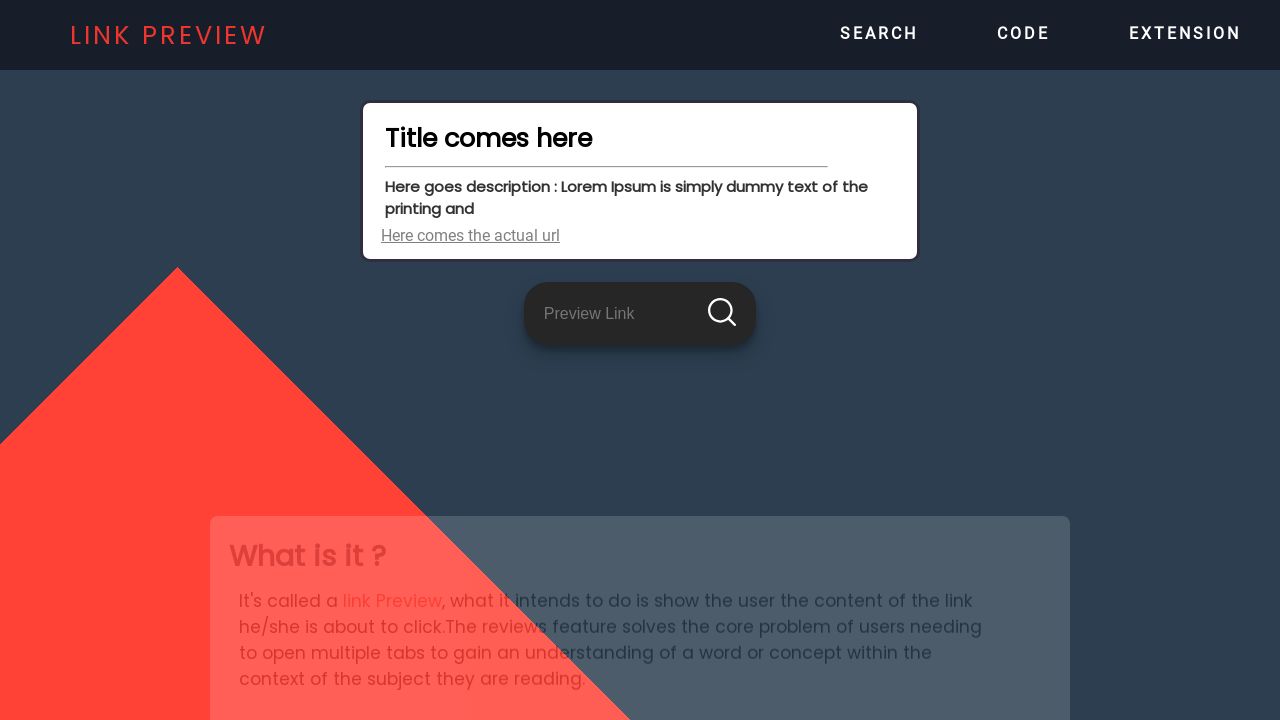 LINK PREVIEW
SEARCH
CODE
EXTENSION
Title comes here
Here goes description : Lorem Ipsum is simply dummy text of the
printing and
Here comes the actual url
Preview Link
What is it ?
It's called a link Preview, what it intends to do is show the user the content of the link
he/she is about to click.The reviews feature solves the core problem of users needing
to open multiple tabs to gain an understanding of a word or concept within the
context of the subject they are reading.